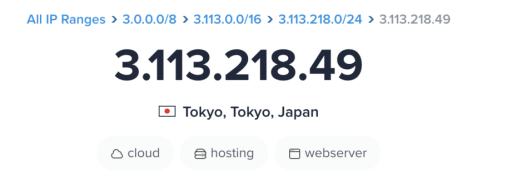 All IP Ranges > 3.0.0.0/8 > 3.113.0.0/16 > 3.113.218.0/24 > 3.113.218.49
3.113.218.49
Tokyo, Tokyo, Japan
cloud hosting webserver